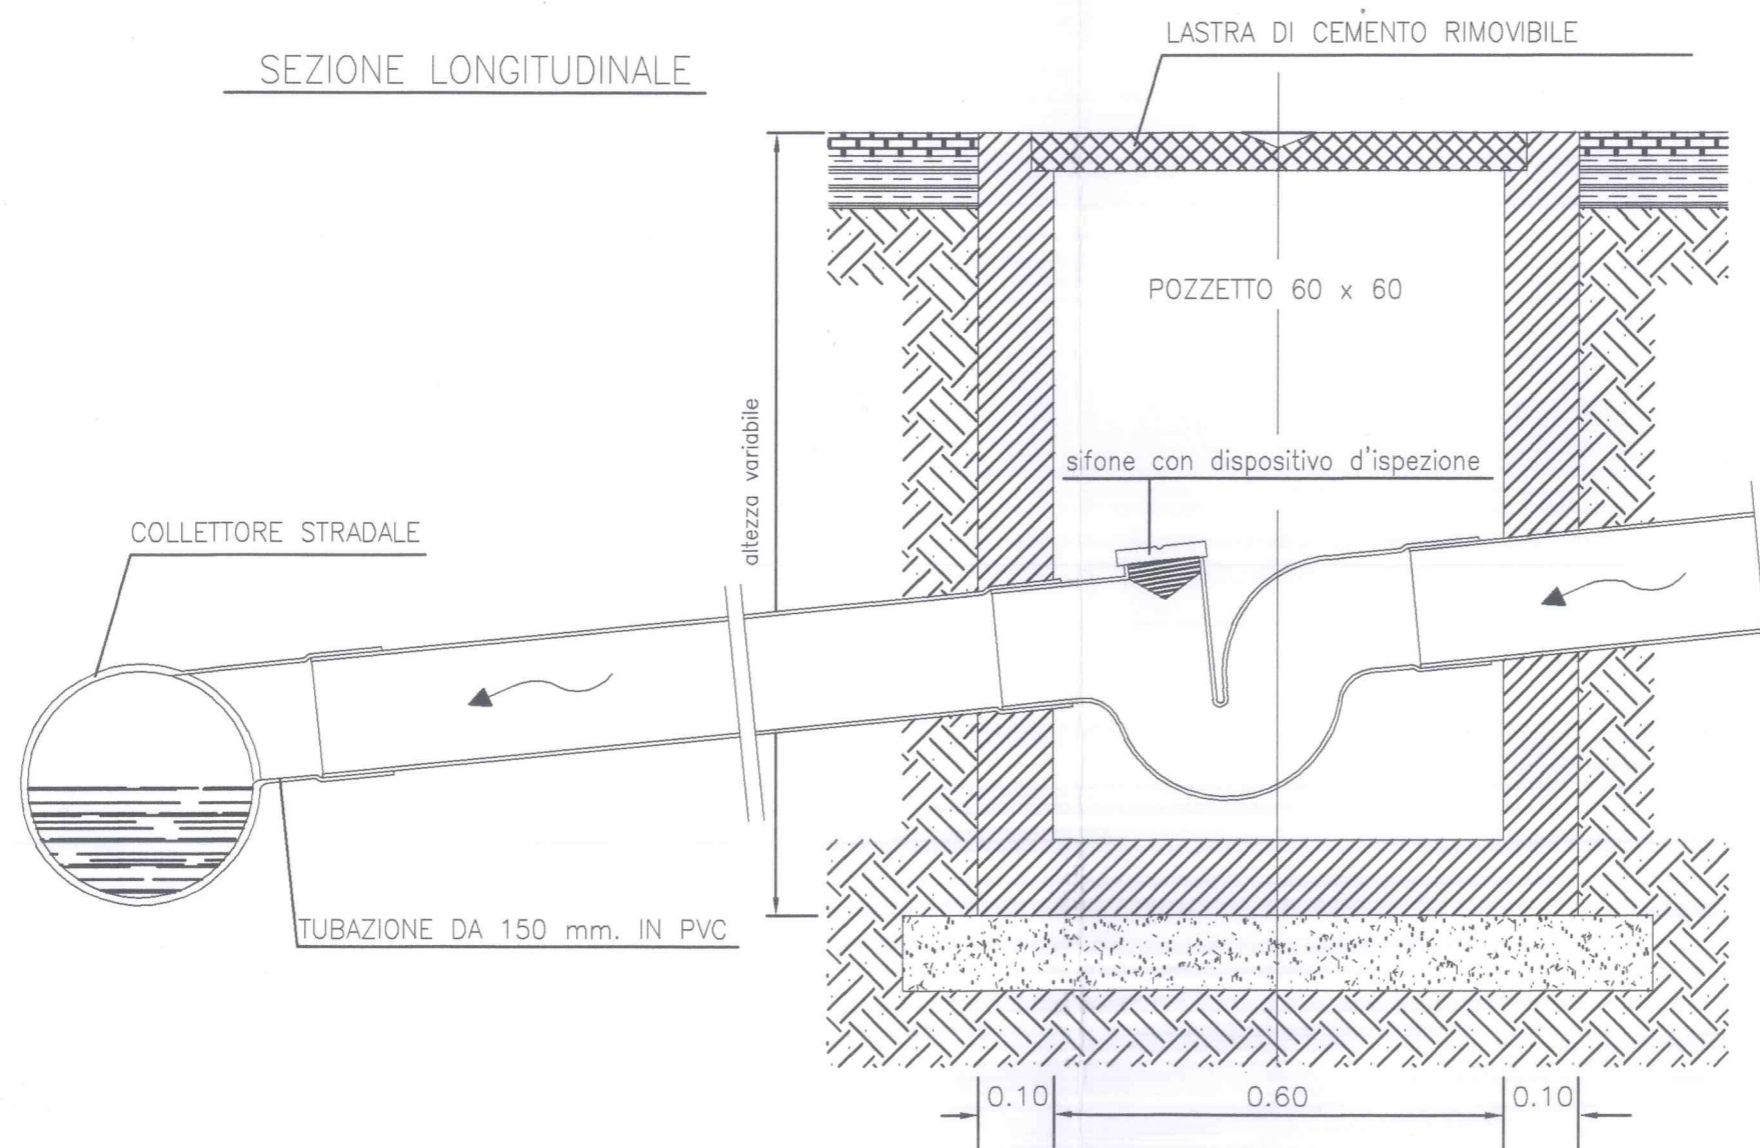 LASTRA DI CEMENTO RIMOVIBILE
SEZIONE LONGITUDINALE
POZZETTO 60 x 60
altezza variabile
sifone con dispositivo d'ispezione
COLLETTORE STRADALE
TUBAZIONE DA 150 mm. IN PVC
0.10
0.60
0.10